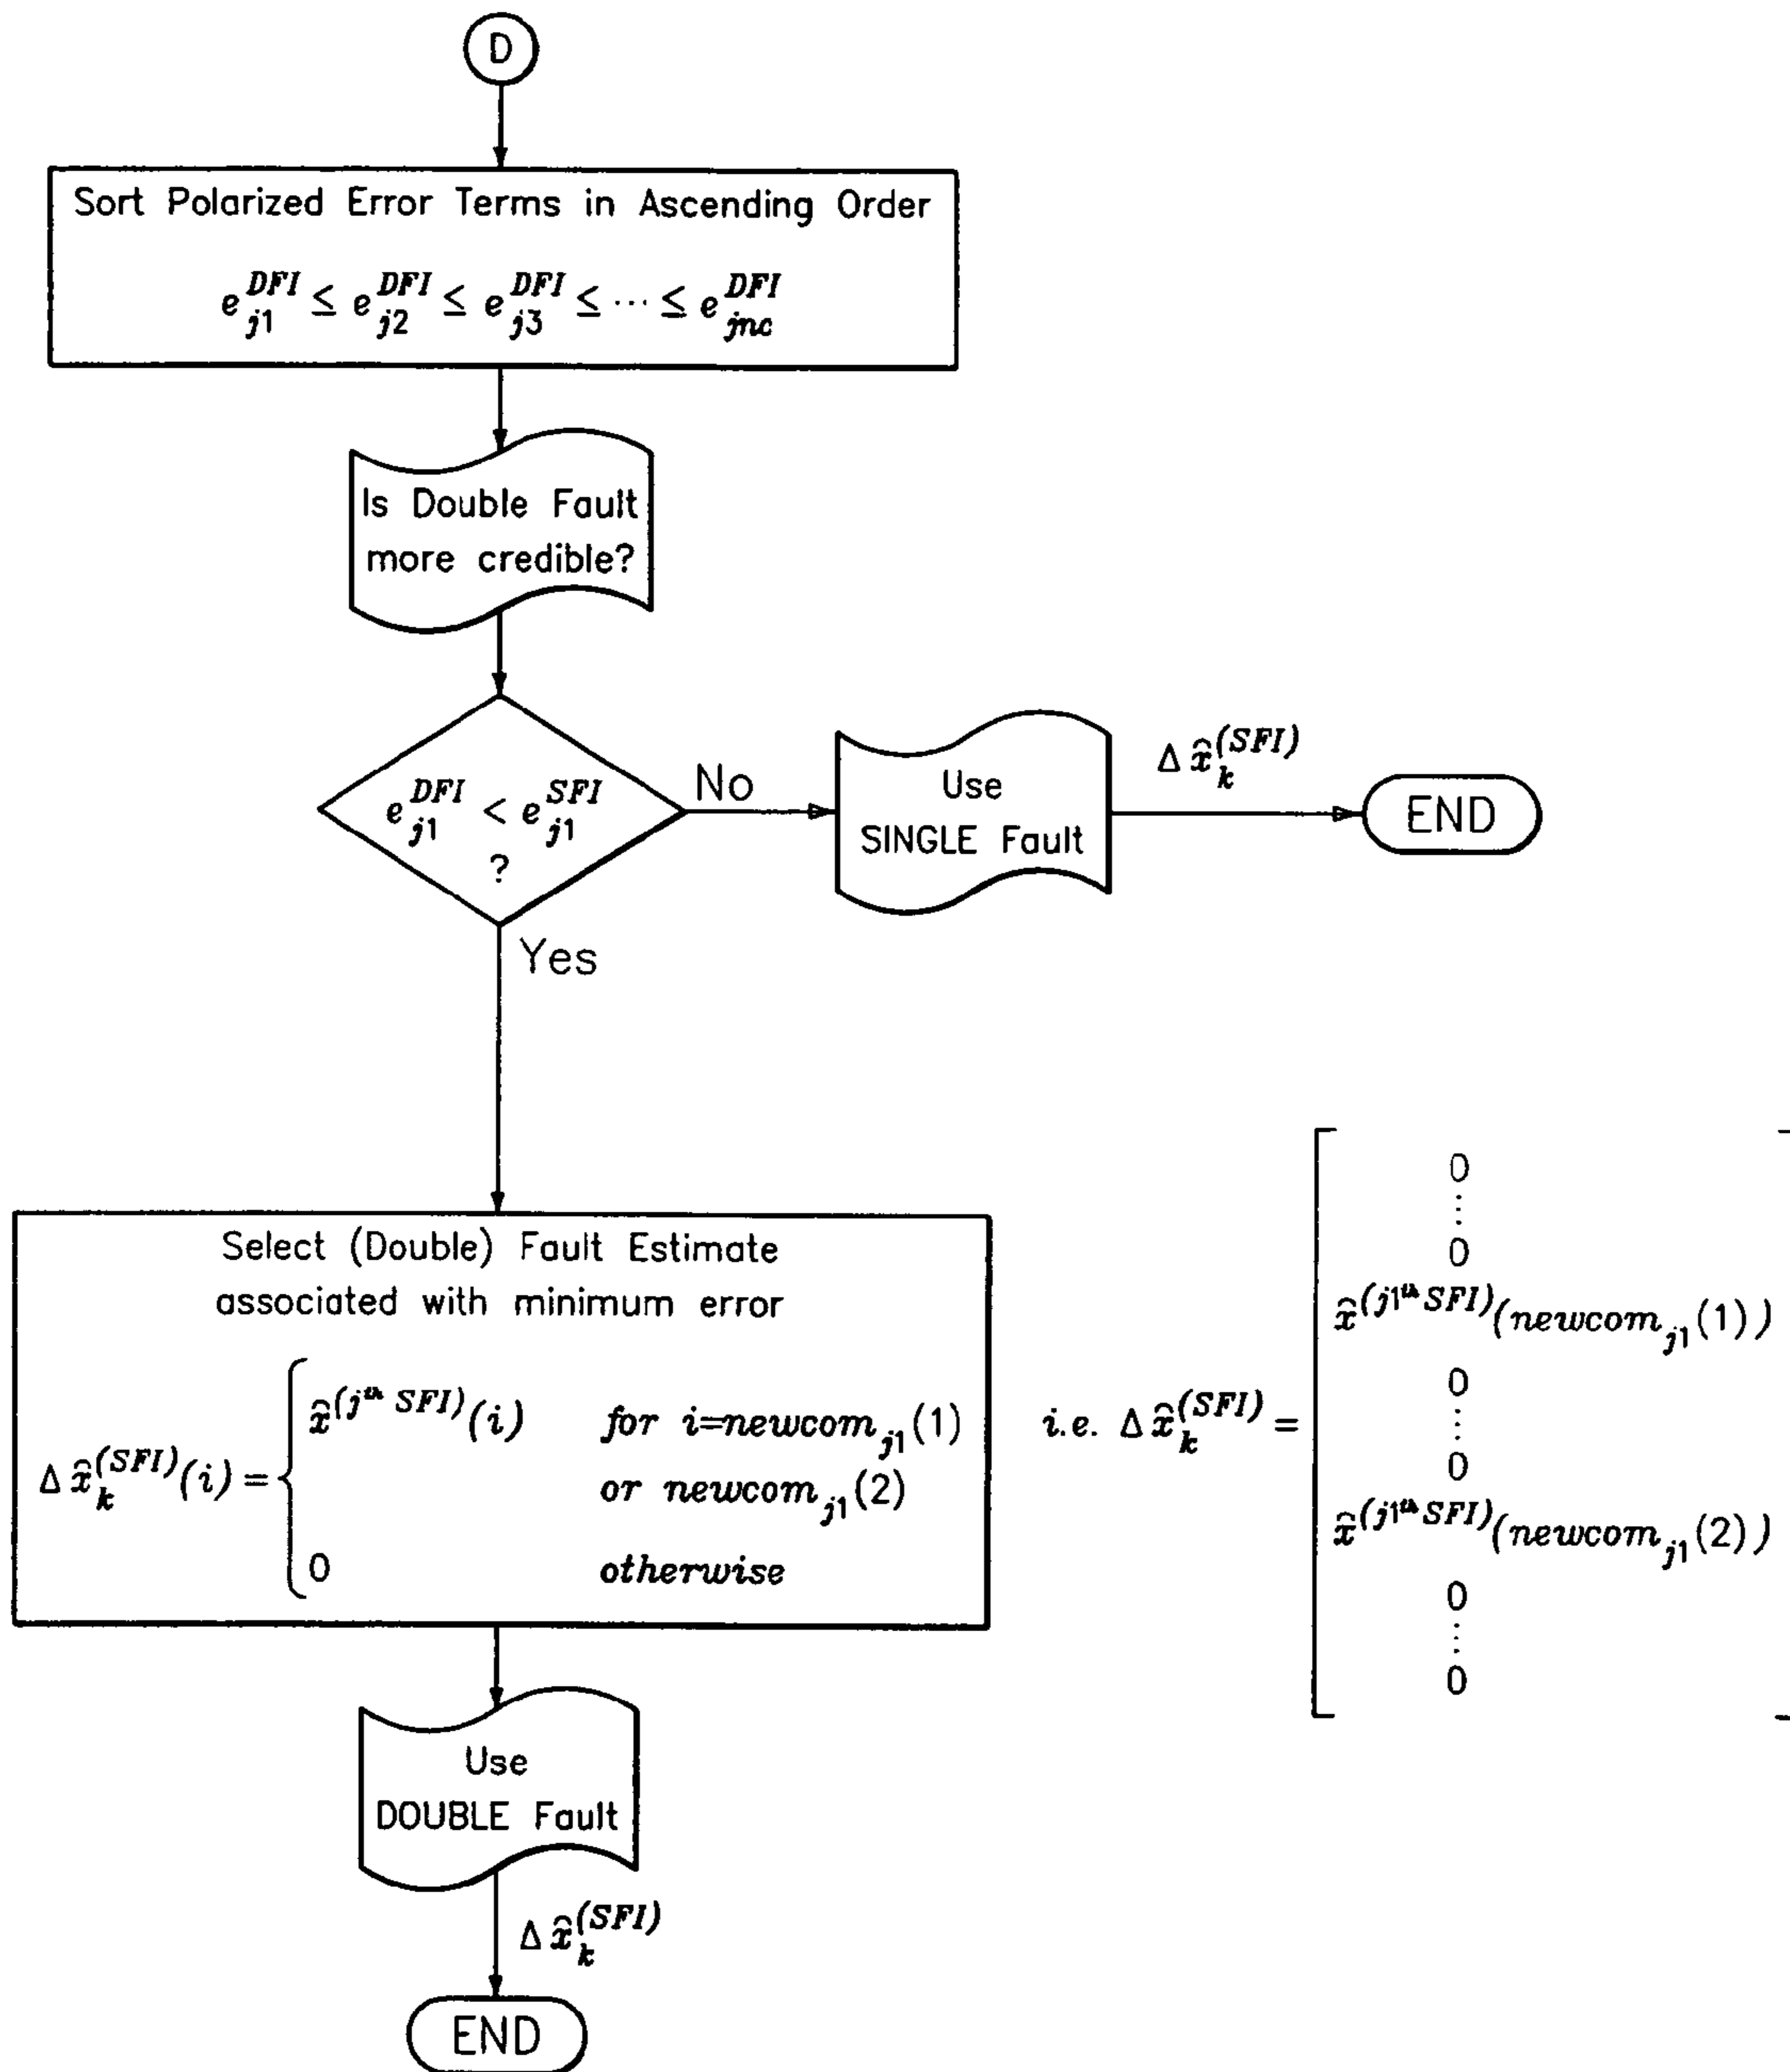 D
Sort Polarized Error Terms in Ascending Order
e_{j1}^{DFI} ≤ e_{j2}^{DFI} ≤ e_{j3}^{DFI} ≤ ⋯ ≤ e_{jnc}^{DFI}
Is Double Fault
more credible?
e_{j1}^{DFI} < e_{j1}^{SFI}
?
No
Use
SINGLE Fault
Δ x̂_k^{(SFI)}
END
Yes
Select (Double) Fault Estimate
associated with minimum error
Δ x̂_k^{(SFI)}(i) = { x̂^{(j^{th} SFI)}(i) for i=newcom_{j1}(1)
or newcom_{j1}(2)
0 otherwise
i.e. Δ x̂_k^{(SFI)} =
0
⋮
0
x̂^{(j1^{th} SFI)}(newcom_{j1}(1))
0
⋮
0
x̂^{(j1^{th} SFI)}(newcom_{j1}(2))
0
⋮
0
Use
DOUBLE Fault
Δ x̂_k^{(SFI)}
END